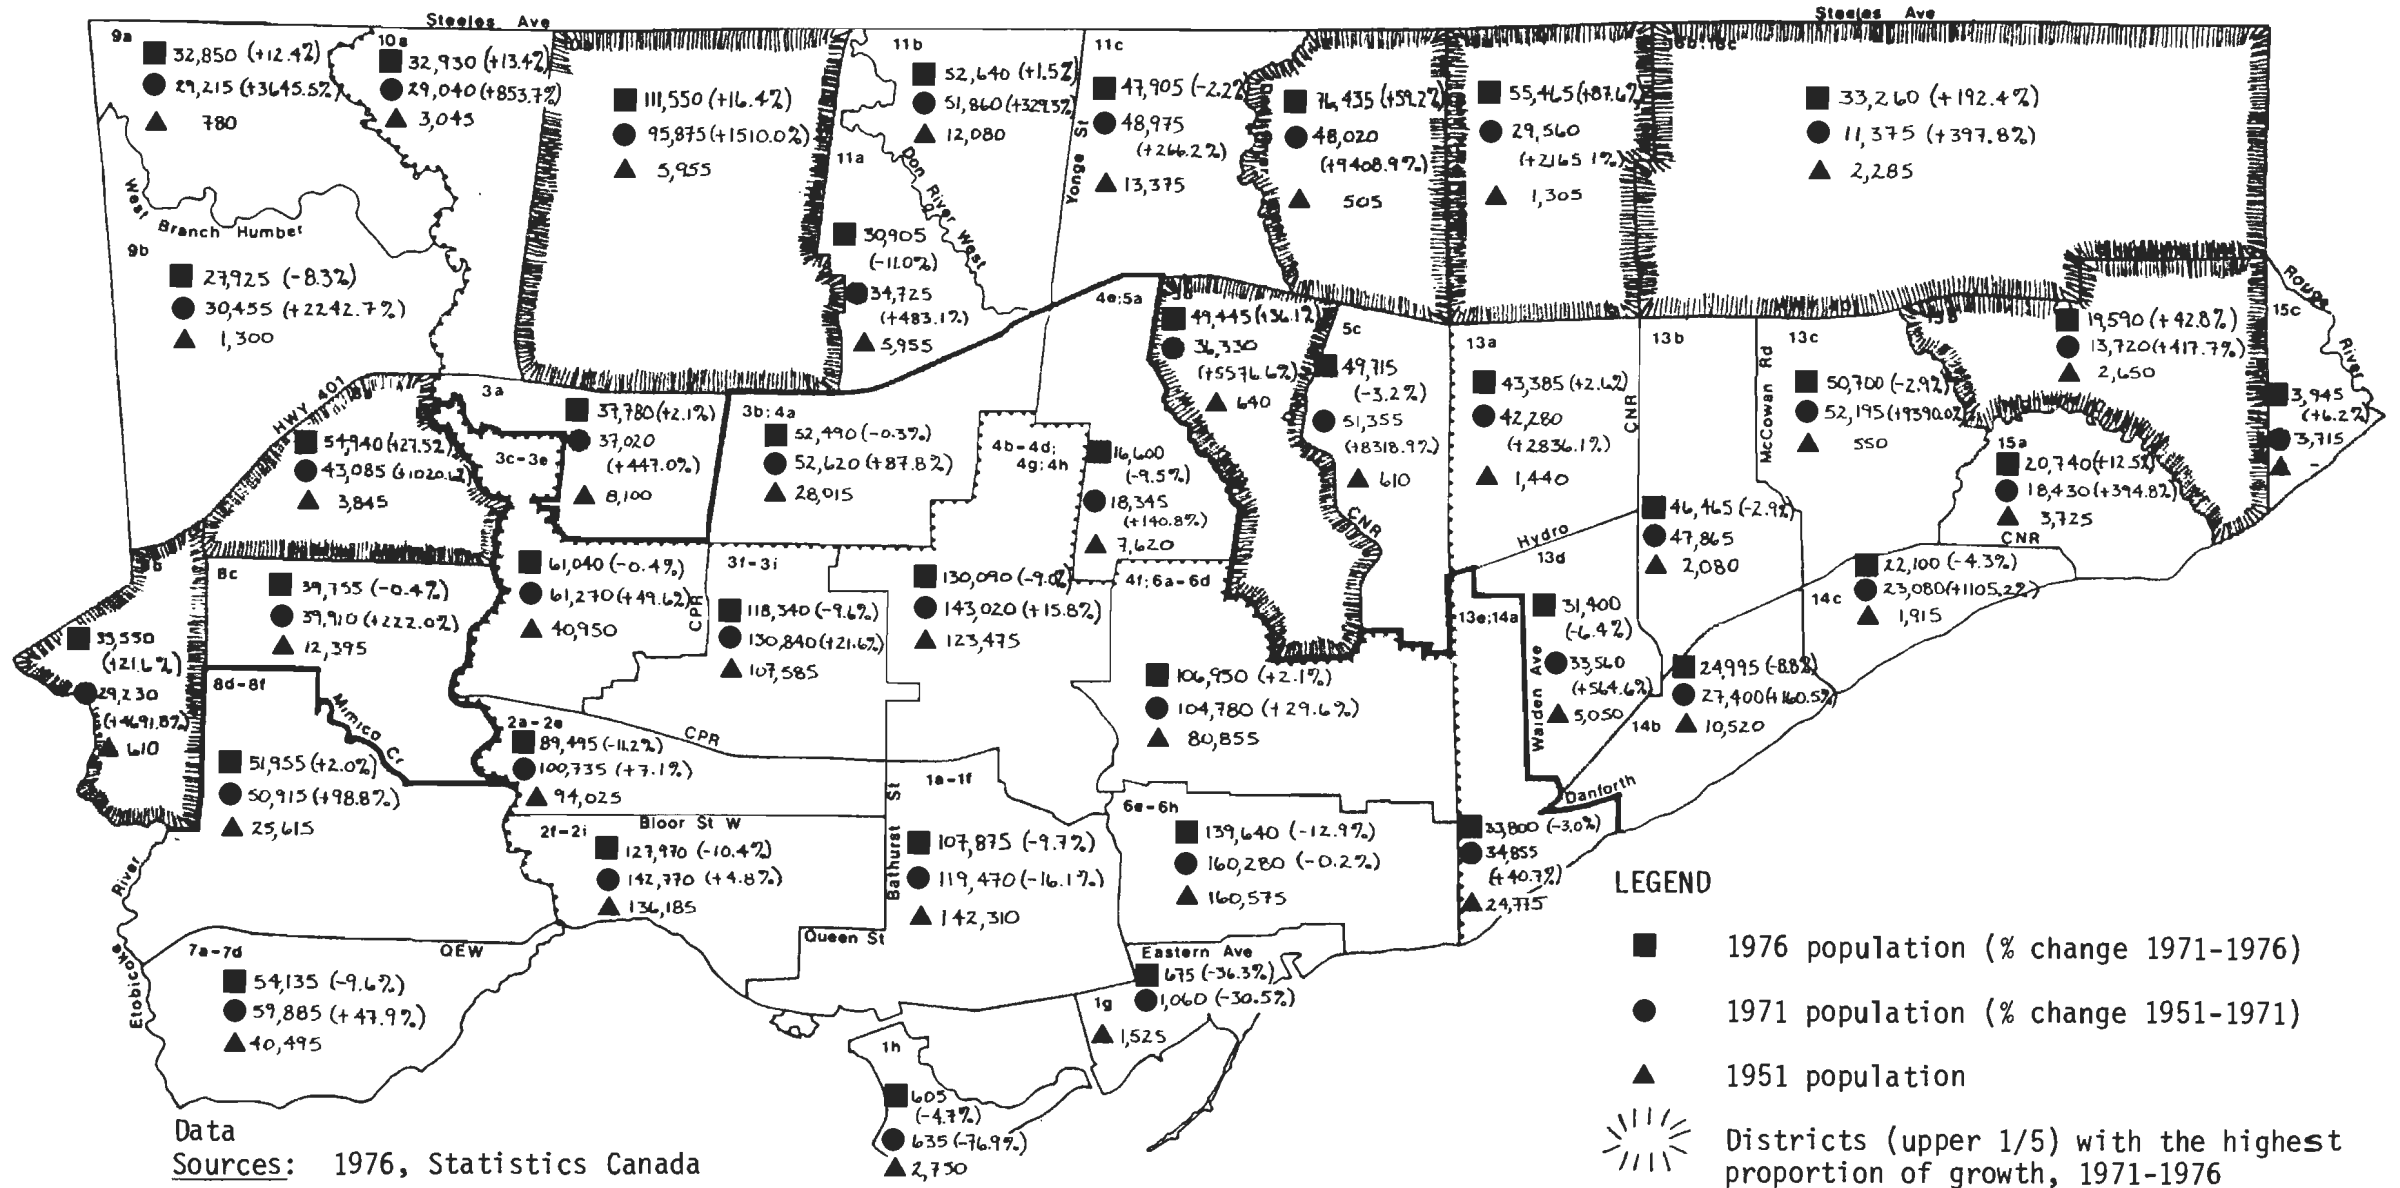 Steeles Ave
Steeles Ave
9a
32,850 (+12.4%)
29,215 (+3645.5%)
780
10a
32,930 (+13.4%)
29,040 (+853.7%)
3,045
111,550 (+16.4%)
95,875 (+1510.0%)
5,955
11b
52,640 (+1.5%)
51,860 (+329.3%)
12,080
11c
47,905 (-2.2%)
48,975
(+266.2%)
13,375
Yonge St
76,435 (+59.2%)
48,020
(+9408.9%)
505
55,465 (+87.6%)
29,560
(+2165.1%)
1,305
16b; 16c
33,260 (+192.4%)
11,375 (+397.8%)
2,285
West Branch Humber
9b
27,925 (-8.3%)
30,455 (+2242.7%)
1,300
11a
30,905
(-11.0%)
34,725
(+483.1%)
5,955
Don River West
HWY 401
54,940 (+27.5%)
43,085 (+1020.6%)
3,845
3a
37,780 (+2.1%)
37,020
(+447.0%)
8,100
3c-3e
3b; 4a
52,490 (-0.3%)
52,620 (+87.8%)
28,015
4e; 5a
4b-4d;
4g; 4h
16,600
(-9.5%)
18,345
(+140.8%)
7,620
49,445 (+36.1%)
36,330
(+5576.6%)
640
5c
49,715
(-3.2%)
51,355
(+8318.9%)
610
CNR
13a
43,385 (+2.6%)
42,280
(+2836.1%)
1,440
CNR
13b
46,465 (-2.9%)
47,865
2,080
McCowan Rd
13c
50,700 (-2.9%)
52,195 (+9390.0%)
550
15b
19,590 (+42.8%)
13,720 (+417.7%)
2,650
15c
3,945
(+6.2%)
3,715
-
Rouge River
15a
20,740 (+12.5%)
18,430 (+394.8%)
3,725
CNR
8c
39,755 (-0.4%)
39,910 (+222.0%)
12,395
35,550
(+21.6%)
29,230
(+4691.8%)
610
61,040 (-0.4%)
61,270 (+49.6%)
40,950
CPR
3f-3i
118,340 (-9.6%)
130,840 (+21.6%)
107,585
130,090 (-9.0%)
143,020 (+15.8%)
123,475
4f; 6a-6d
106,950 (+2.1%)
104,780 (+29.6%)
80,855
Hydro
13d
31,400
(-6.4%)
33,560
(+564.6%)
5,050
13e; 14a
Warden Ave
14c
22,100 (-4.3%)
23,080 (+1105.2%)
1,915
24,995 (-8.8%)
27,400 (+160.5%)
10,520
14b
Danforth
8d-8f
Mimico Cr
51,955 (+2.0%)
50,915 (+98.8%)
25,615
2a-2e
89,495 (-11.2%)
100,735 (+7.1%)
94,025
CPR
Bloor St W
2f-2i
127,970 (-10.4%)
142,770 (+4.8%)
136,185
Bathurst St
1a-1f
107,875 (-9.7%)
119,470 (-16.1%)
142,310
6e-6h
139,640 (-12.9%)
160,280 (-0.2%)
160,575
33,800 (-3.0%)
34,855
(+40.7%)
24,775
Queen St
Eastern Ave
675 (-36.3%)
1,060 (-30.5%)
1g
1,525
Etobicoke River
7a-7d
QEW
54,135 (-9.6%)
59,885 (+47.9%)
40,495
1h
605
(-4.7%)
635 (-76.9%)
2,750
LEGEND
1976 population (% change 1971-1976)
1971 population (% change 1951-1971)
1951 population
Districts (upper 1/5) with the highest
proportion of growth, 1971-1976
Data
Sources: 1976, Statistics Canada